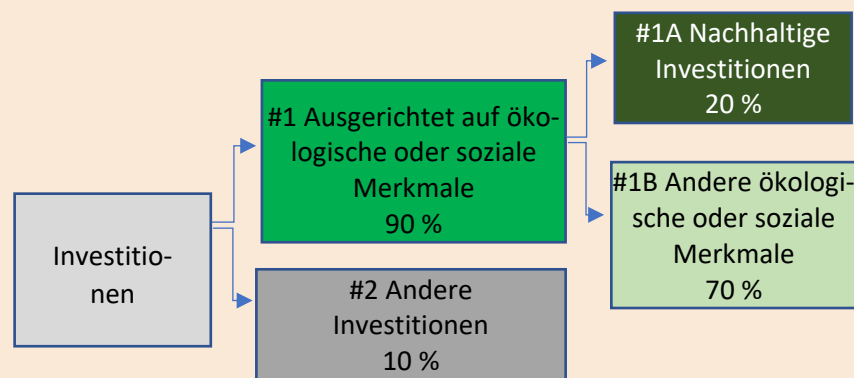 #1A Nachhaltige
Investitionen
20 %
#1 Ausgerichtet auf öko-
logische oder soziale
Merkmale
90 %
#1B Andere ökologi-
sche oder soziale
Merkmale
70 %
Investitio-
nen
#2 Andere
Investitionen
10 %